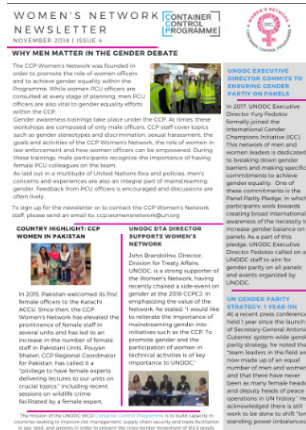 WOMEN'S NETWORK
NEWSLETTER
NOVEMBER 2018 | ISSUE 6
CONTAINER
CONTROL
PROGRAMME
WHY MEN MATTER IN THE GENDER DEBATE
The CCP Women's Network was founded in
order to promote the role of women officers
and to achieve gender equality within the
Programme. While women PCU officers are
consulted at every stage of planning, men PCU
officers are also vital to gender equality efforts
within the CCP.
Gender awareness trainings take place under the CCP. At times, these
workshops are composed of only male officers. CCP staff cover topics
such as gender stereotypes and discrimination, sexual harassment, the
goals and activities of the CCP Women's Network, the role of women in
law enforcement and how women officers can be empowered. During
these trainings, male participants recognize the importance of having
female PCU colleagues on the team.
As laid out in a multitude of United Nations fora and policies, men's
concerns and experiences are also an integral part of mainstreaming
gender. Feedback from PCU officers is encouraged and discussions are
often lively.
To sign up for the newsletter or to contact the CCP Women's Network
staff, please send an email to: ccp.womensnetwork@un.org
COUNTRY HIGHLIGHT: CCP
WOMEN IN PAKISTAN
In 2015, Pakistan welcomed its first
female officers to the Karachi
ACCU. Since then, the CCP
Women's Network has elevated the
prominence of female staff in
several units and has led to an
increase in the number of female
staff in Pakistani Units. Pouyan
Shatari, CCP Regional Coordinator
for Pakistan, has called it a
"privilege to have female experts
delivering lectures to our units on
crucial topics," including recent
sessions on wildlife crime
facilitated by a female expert.
UNODC DTA DIRECTOR
SUPPORTS WOMEN'S
NETWORK
John Brandolino, Director,
Division for Treaty Affairs,
UNODC, is a strong supporter of
the Women's Network, having
recently chaired a side-event on
gender at the 2018 CCPCJ. In
emphasizing the value of the
Network, he stated: "I would like
to reiterate the importance of
mainstreaming gender into
initiatives such as the CCP. To
promote gender and the
participation of women in
technical activities is of key
importance to UNODC."
UNODC EXECUTIVE
DIRECTOR COMMITS TO
ENSURING GENDER
PARITY ON PANELS
In 2017, UNODC Executive
Director Yury Fedotov
formally joined the
International Gender
Champions Initiative (IGC).
This network of men and
women leaders is dedicated
to breaking down gender
barriers and making specific
commitments to achieve
gender equality. One of
these commitments is the
Panel Parity Pledge, in which
participants work towards
creating broad international
awareness of the necessity to
increase gender balance on
panels. As a part of this
pledge, UNODC Executive
Director Fedotov called on all
UNODC staff to aim for
gender parity on all panels
and events organized by
UNODC.
UN GENDER PARITY
STRATEGY: 1 YEAR ON
At a recent press conference
held 1 year since the launch
of Secretary General Antonio
Guterres' system-wide gender
parity strategy, he noted that
"team leaders in the field are
now made up of an equal
number of men and women
and that there have never
been as many female heads
and deputy heads of peace
operations in UN history." He
acknowledged there is still
work to be done to shift "long
standing power imbalances
The mission of the UNODC-WCO Container Control Programme is to build capacity in
countries seeking to improve risk management, supply chain security and trade facilitation
in sea, land, and airports in order to prevent the cross-border movement of illicit goods.